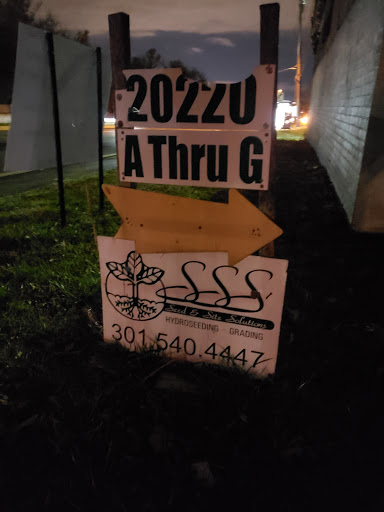 20220
A Thru G
SSS
Seed & Site Solutions
HYDROSEEDING - GRADING
301.540.4447